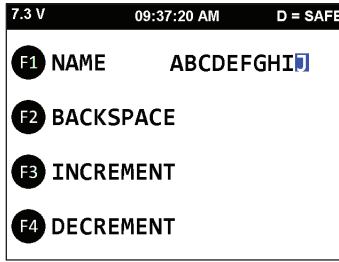 7.3 V 09:37:20 AM D = SAFE
F1 NAME ABCDEFGHIJ
F2 BACKSPACE
F3 INCREMENT
F4 DECREMENT